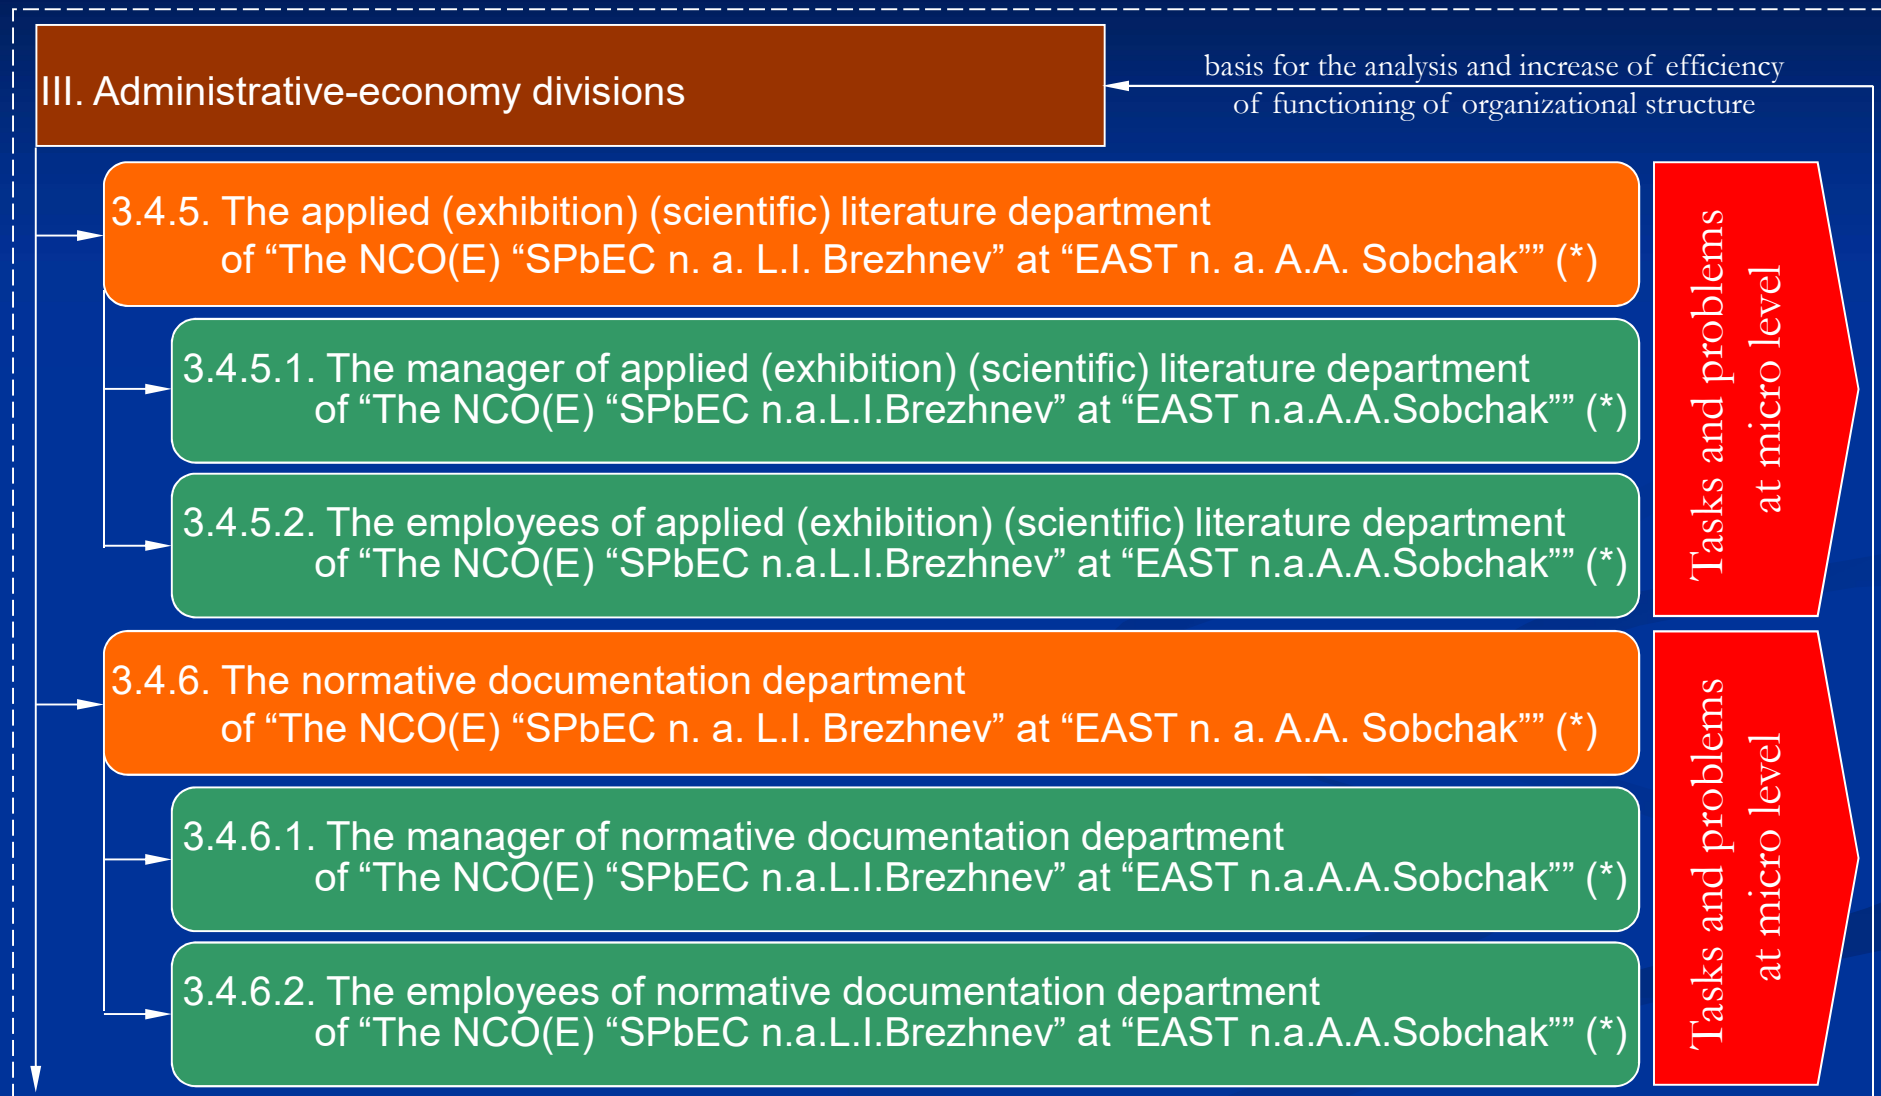 III. Administrative-economy divisions
basis for the analysis and increase of efficiency
of functioning of organizational structure
3.4.5. The applied (exhibition) (scientific) literature department
of “The NCO(E) “SPbEC n. a. L.I. Brezhnev” at “EAST n. a. A.A. Sobchak”” (*)
3.4.5.1. The manager of applied (exhibition) (scientific) literature department
of “The NCO(E) “SPbEC n.a.L.I.Brezhnev” at “EAST n.a.A.A.Sobchak”” (*)
3.4.5.2. The employees of applied (exhibition) (scientific) literature department
of “The NCO(E) “SPbEC n.a.L.I.Brezhnev” at “EAST n.a.A.A.Sobchak”” (*)
Tasks and problems
at micro level
3.4.6. The normative documentation department
of “The NCO(E) “SPbEC n. a. L.I. Brezhnev” at “EAST n. a. A.A. Sobchak”” (*)
3.4.6.1. The manager of normative documentation department
of “The NCO(E) “SPbEC n.a.L.I.Brezhnev” at “EAST n.a.A.A.Sobchak”” (*)
3.4.6.2. The employees of normative documentation department
of “The NCO(E) “SPbEC n.a.L.I.Brezhnev” at “EAST n.a.A.A.Sobchak”” (*)
Tasks and problems
at micro level